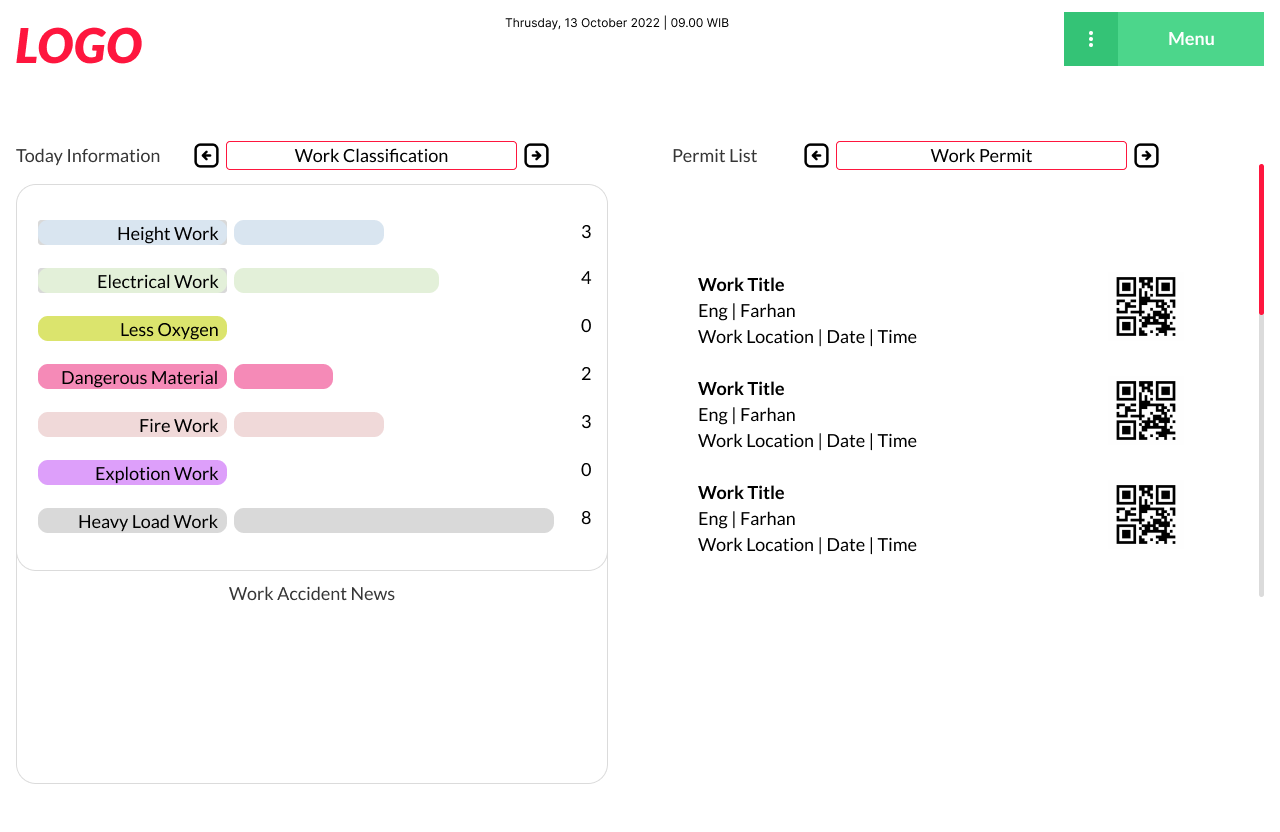 LOGO
Thrusday, 13 October 2022 | 09.00 WIB
Menu
Today Information
Work Classification
Height Work 3
Electrical Work 4
Less Oxygen 0
Dangerous Material 2
Fire Work 3
Explotion Work 0
Heavy Load Work 8
Work Accident News
Permit List
Work Permit
Work Title
Eng | Farhan
Work Location | Date | Time
Work Title
Eng | Farhan
Work Location | Date | Time
Work Title
Eng | Farhan
Work Location | Date | Time